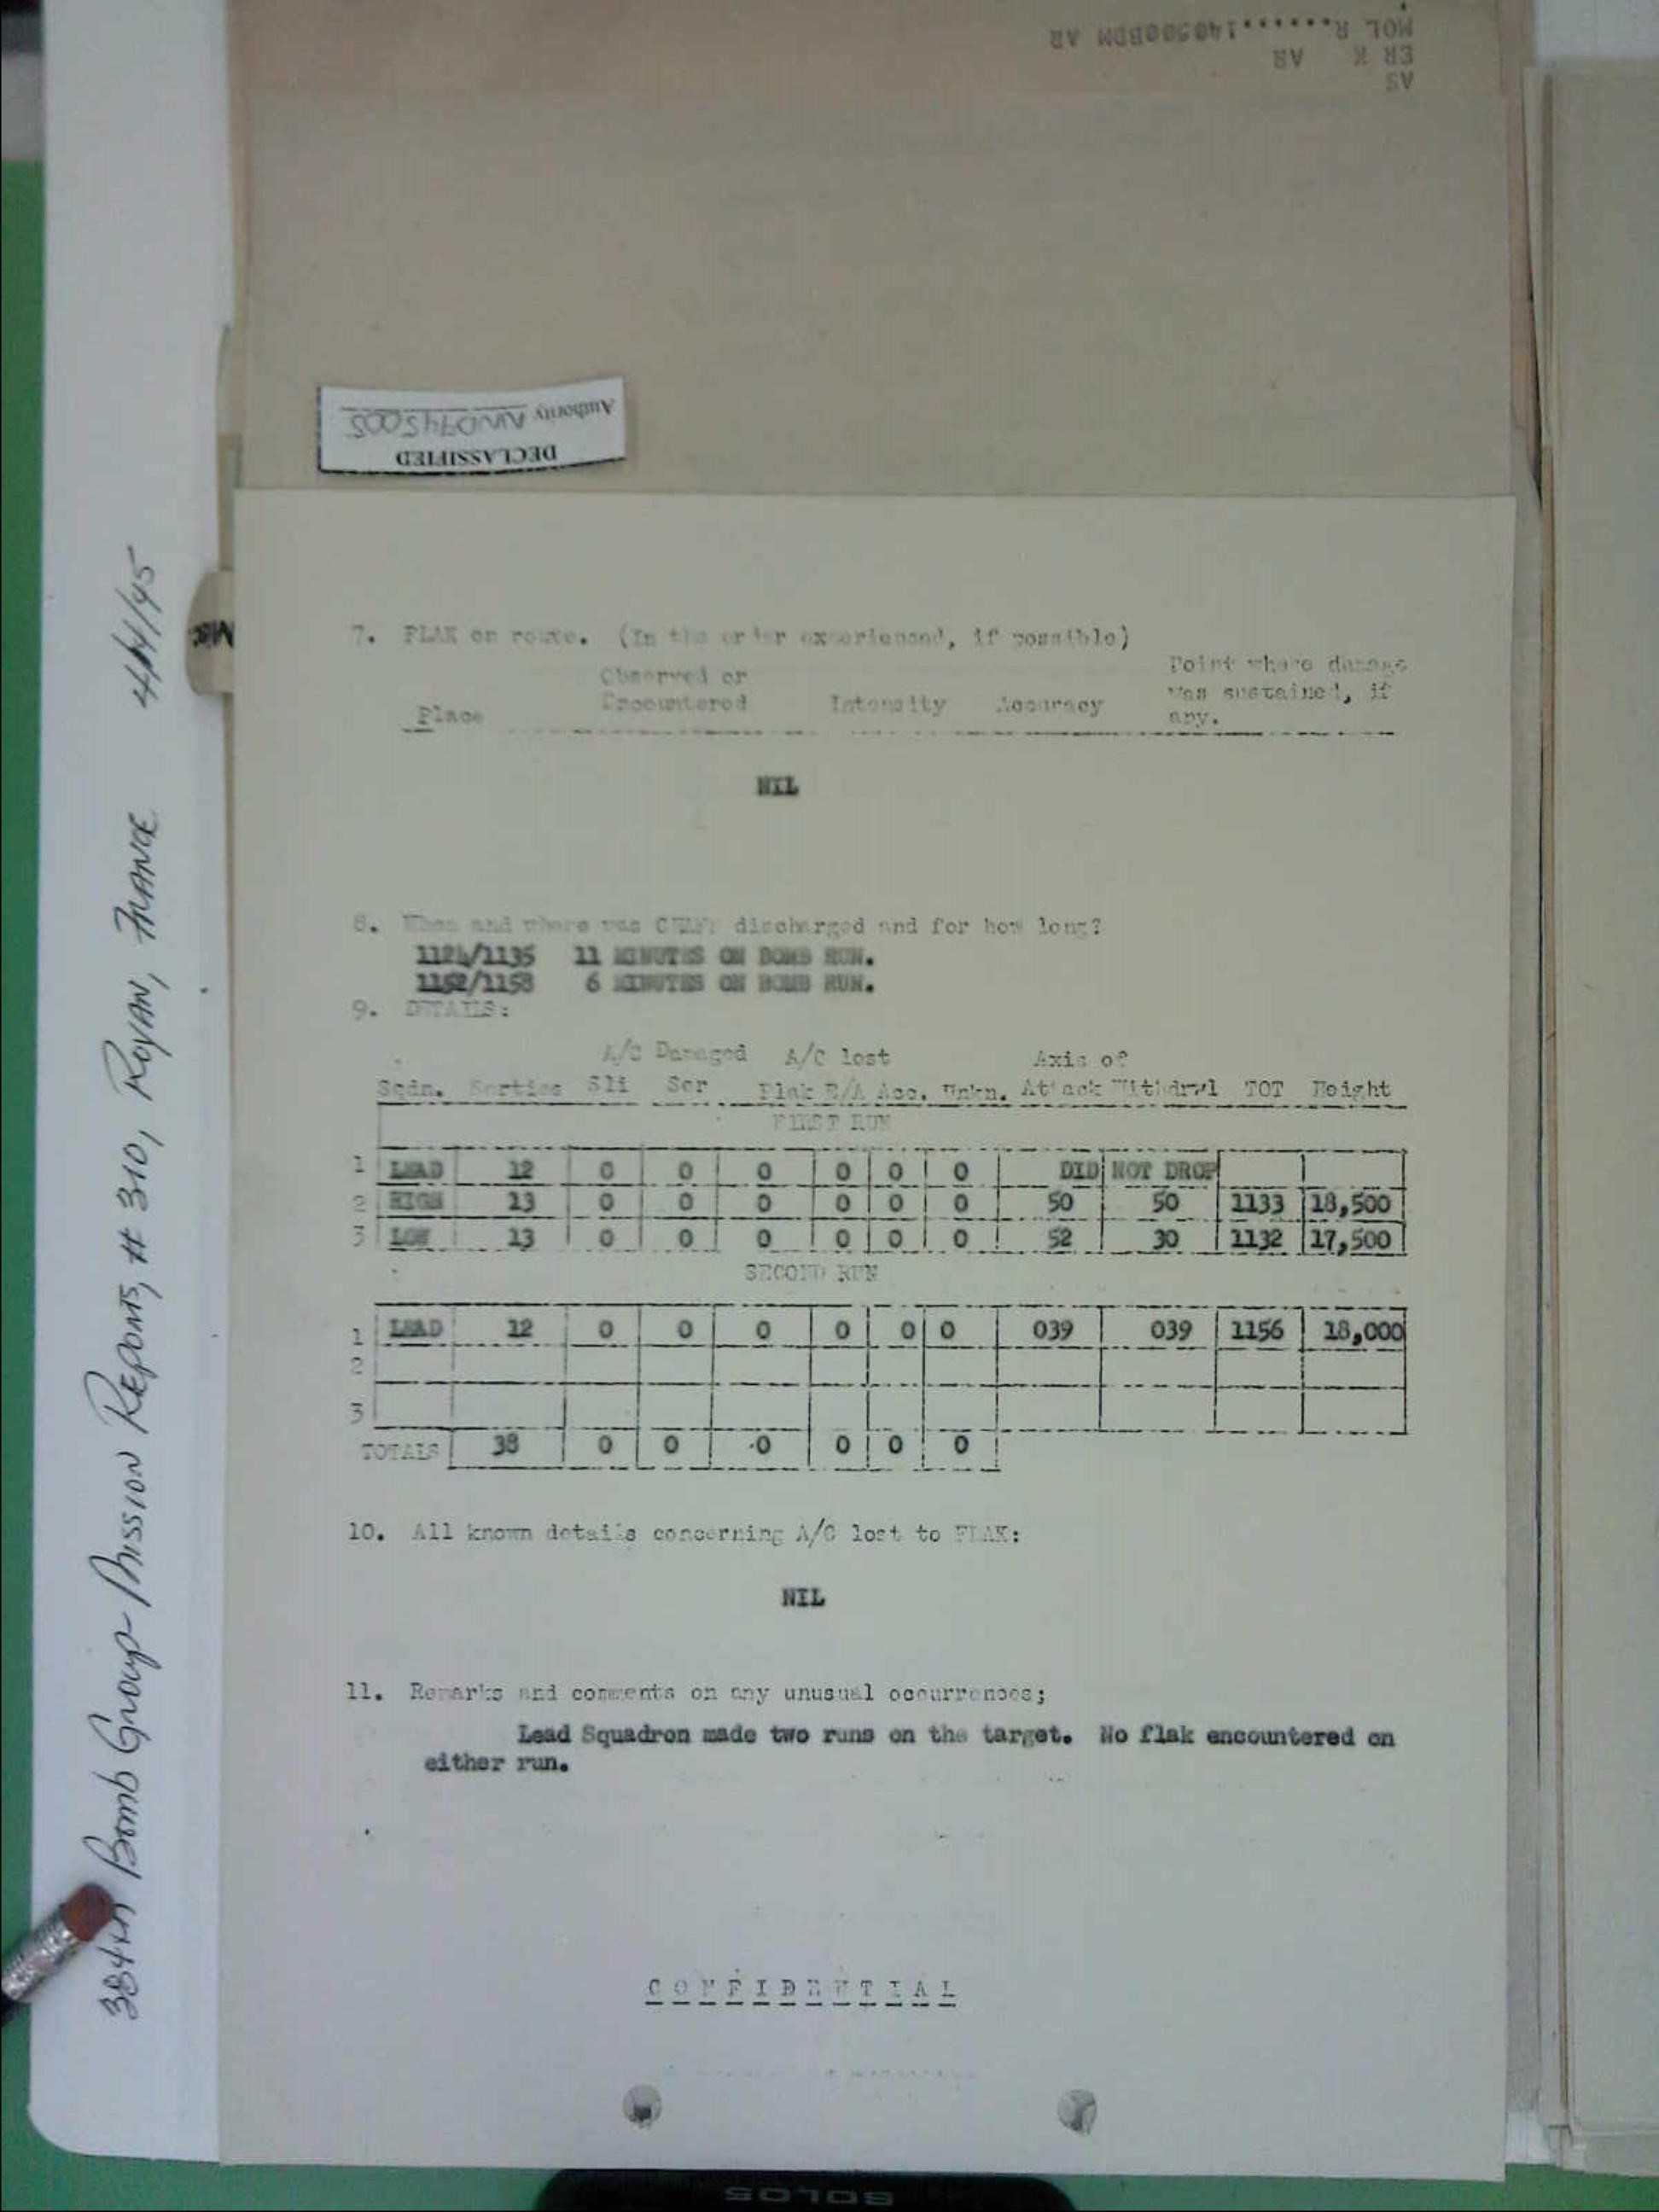 MOL R.......140500BDM AR
ER K AR
AS
DECLASSIFIED
Authority NND745005
384th Bomb Group - Mission Reports, # 310, Royan, France 4/14/45
7. FLAK en route. (In the order experienced, if possible)
Place Observed or Encountered Intensity Accuracy Point where damage was sustained, if any.
NIL
8. When and where was CHAFF discharged and for how long?
1124/1135 11 MINUTES ON BOMB RUN.
1152/1158 6 MINUTES ON BOMB RUN.
9. DETAILS:
A/C Damaged A/C lost Axis of
Sqdn. Sorties Sli Ser Flak E/A Acc. Unkn. Attack Withdrwl TOT Height
FIRST RUN
1 LEAD 12 0 0 0 0 0 0 DID NOT DROP
2 HIGH 13 0 0 0 0 0 0 50 50 1133 18,500
3 LOW 13 0 0 0 0 0 0 52 30 1132 17,500
SECOND RUN
1 LEAD 12 0 0 0 0 0 0 039 039 1156 18,000
2
3
TOTALS 38 0 0 0 0 0 0
10. All known details concerning A/C lost to FLAK:
NIL
11. Remarks and comments on any unusual occurrences;
Lead Squadron made two runs on the target. No flak encountered on
either run.
CONFIDENTIAL
SOLOS